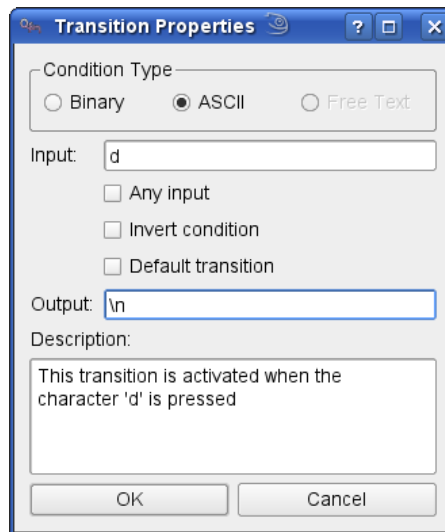 Transition Properties
Condition Type
Binary ASCII Free Text
Input: d
Any input
Invert condition
Default transition
Output: \n
Description:
This transition is activated when the
character 'd' is pressed
OK Cancel